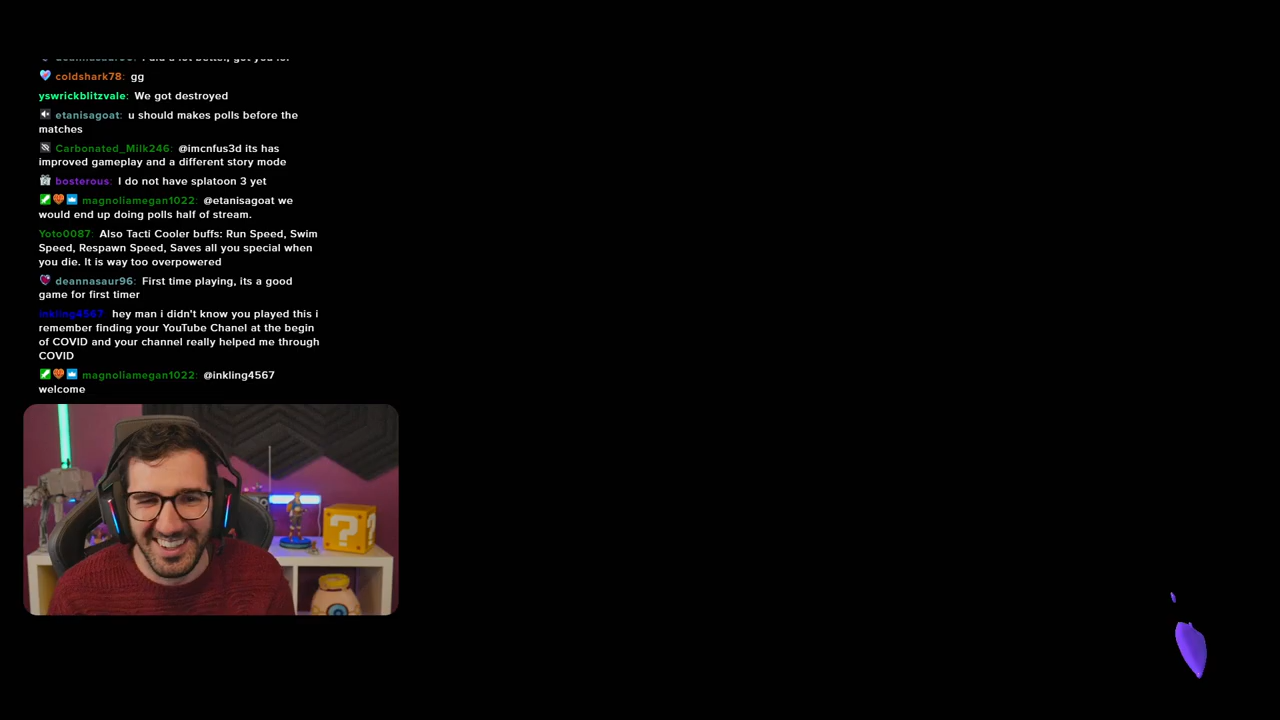 coldshark78: gg
yswrickblitzvale: We got destroyed
etanisagoat: u should makes polls before the
matches
Carbonated_Milk246: @imcnfus3d its has
improved gameplay and a different story mode
bosterous: I do not have splatoon 3 yet
magnoliamegan1022: @etanisagoat we
would end up doing polls half of stream.
Yoto0087: Also Tacti Cooler buffs: Run Speed, Swim
Speed, Respawn Speed, Saves all you special when
you die. It is way too overpowered
deannasaur96: First time playing, its a good
game for first timer
inkling4567: hey man i didn't know you played this i
remember finding your YouTube Chanel at the begin
of COVID and your channel really helped me through
COVID
magnoliamegan1022: @inkling4567
welcome
?